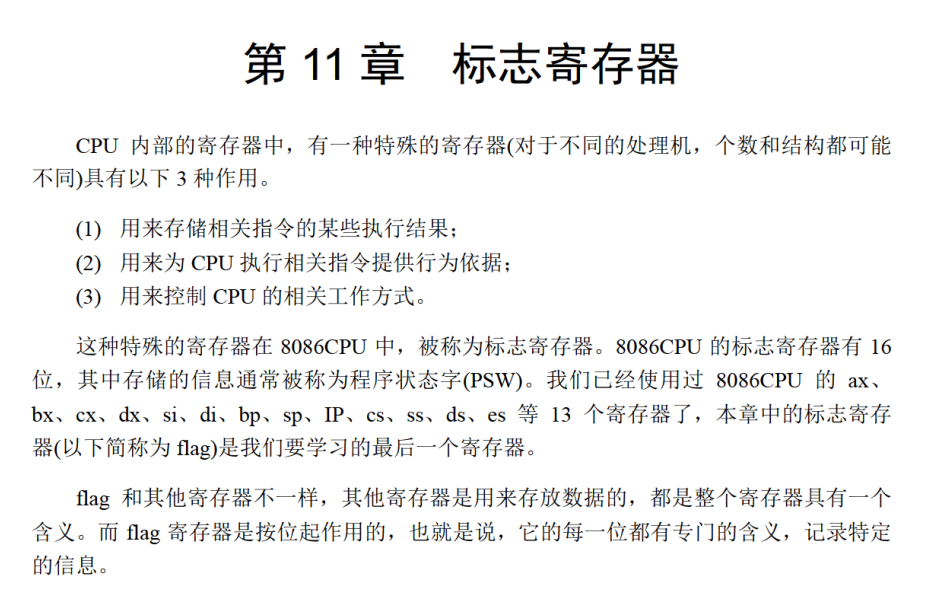 第 11 章 标志寄存器
CPU 内部的寄存器中，有一种特殊的寄存器(对于不同的处理机，个数和结构都可能
不同)具有以下 3 种作用。
(1) 用来存储相关指令的某些执行结果；
(2) 用来为 CPU 执行相关指令提供行为依据；
(3) 用来控制 CPU 的相关工作方式。
这种特殊的寄存器在 8086CPU 中，被称为标志寄存器。8086CPU 的标志寄存器有 16
位，其中存储的信息通常被称为程序状态字(PSW)。我们已经使用过 8086CPU 的 ax、
bx、cx、dx、si、di、bp、sp、IP、cs、ss、ds、es 等 13 个寄存器了，本章中的标志寄存
器(以下简称为 flag)是我们要学习的最后一个寄存器。
flag 和其他寄存器不一样，其他寄存器是用来存放数据的，都是整个寄存器具有一个
含义。而 flag 寄存器是按位起作用的，也就是说，它的每一位都有专门的含义，记录特定
的信息。